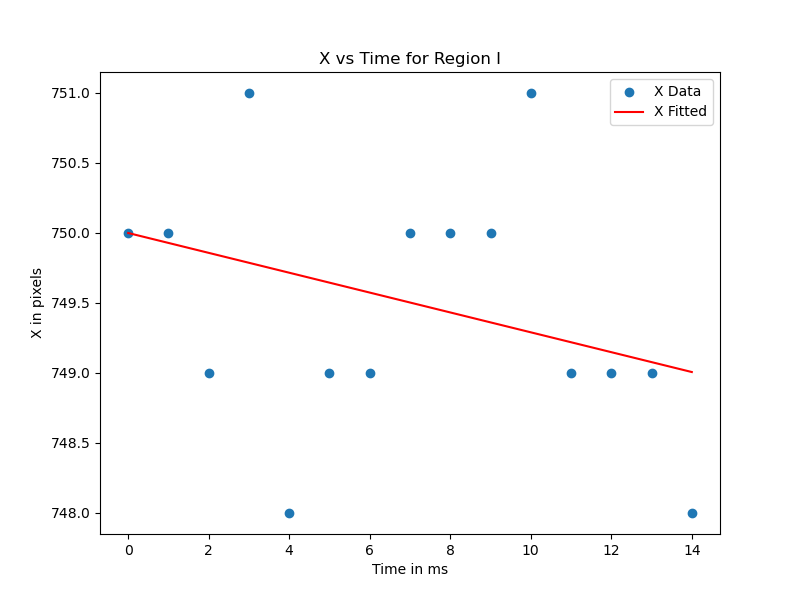 X vs Time for Region I
X Data
X Fitted
751.0
750.5
750.0
749.5
749.0
748.5
748.0
X in pixels
0 2 4 6 8 10 12 14
Time in ms